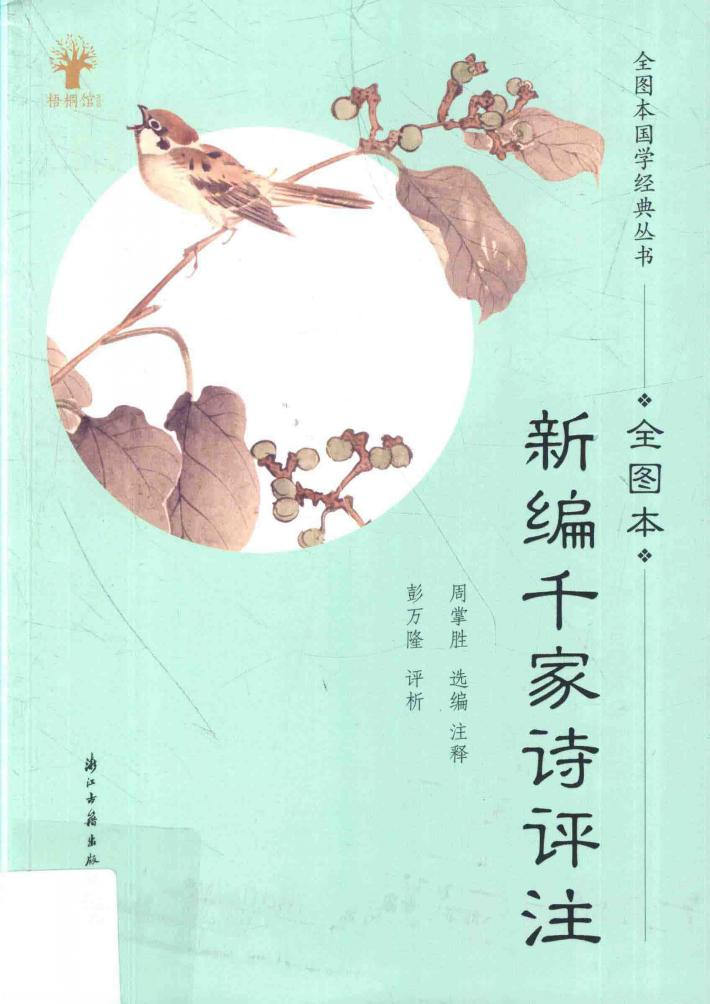 全图本国学经典丛书
全图本
新编千家诗评注
周掌胜 选编 注释
彭万隆 评析
梧桐馆
浙江古籍出版